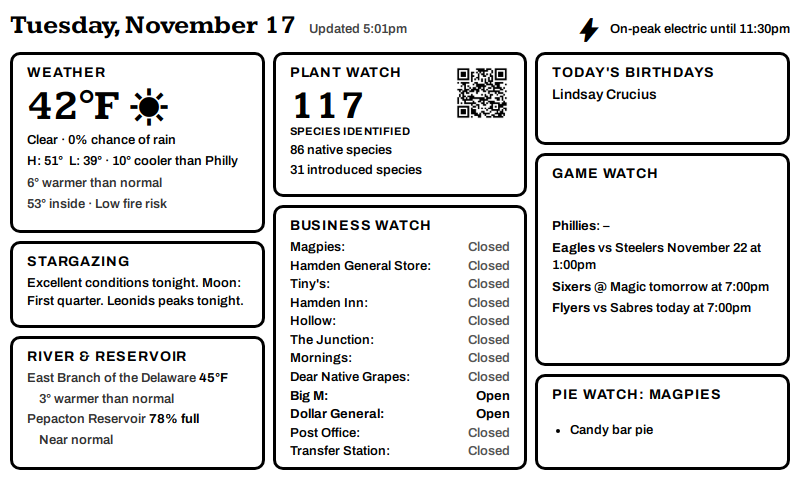 Tuesday, November 17
Updated 5:01pm
On-peak electric until 11:30pm
WEATHER
42°F
Clear · 0% chance of rain
H: 51° L: 39° · 10° cooler than Philly
6° warmer than normal
53° inside · Low fire risk
STARGAZING
Excellent conditions tonight. Moon:
First quarter. Leonids peaks tonight.
RIVER & RESERVOIR
East Branch of the Delaware 45°F
3° warmer than normal
Pepacton Reservoir 78% full
Near normal
PLANT WATCH
117
SPECIES IDENTIFIED
86 native species
31 introduced species
BUSINESS WATCH
Magpies: Closed
Hamden General Store: Closed
Tiny's: Closed
Hamden Inn: Closed
Hollow: Closed
The Junction: Closed
Mornings: Closed
Dear Native Grapes: Closed
Big M: Open
Dollar General: Open
Post Office: Closed
Transfer Station: Closed
TODAY'S BIRTHDAYS
Lindsay Crucius
GAME WATCH
Phillies: –
Eagles vs Steelers November 22 at
1:00pm
Sixers @ Magic tomorrow at 7:00pm
Flyers vs Sabres today at 7:00pm
PIE WATCH: MAGPIES
• Candy bar pie